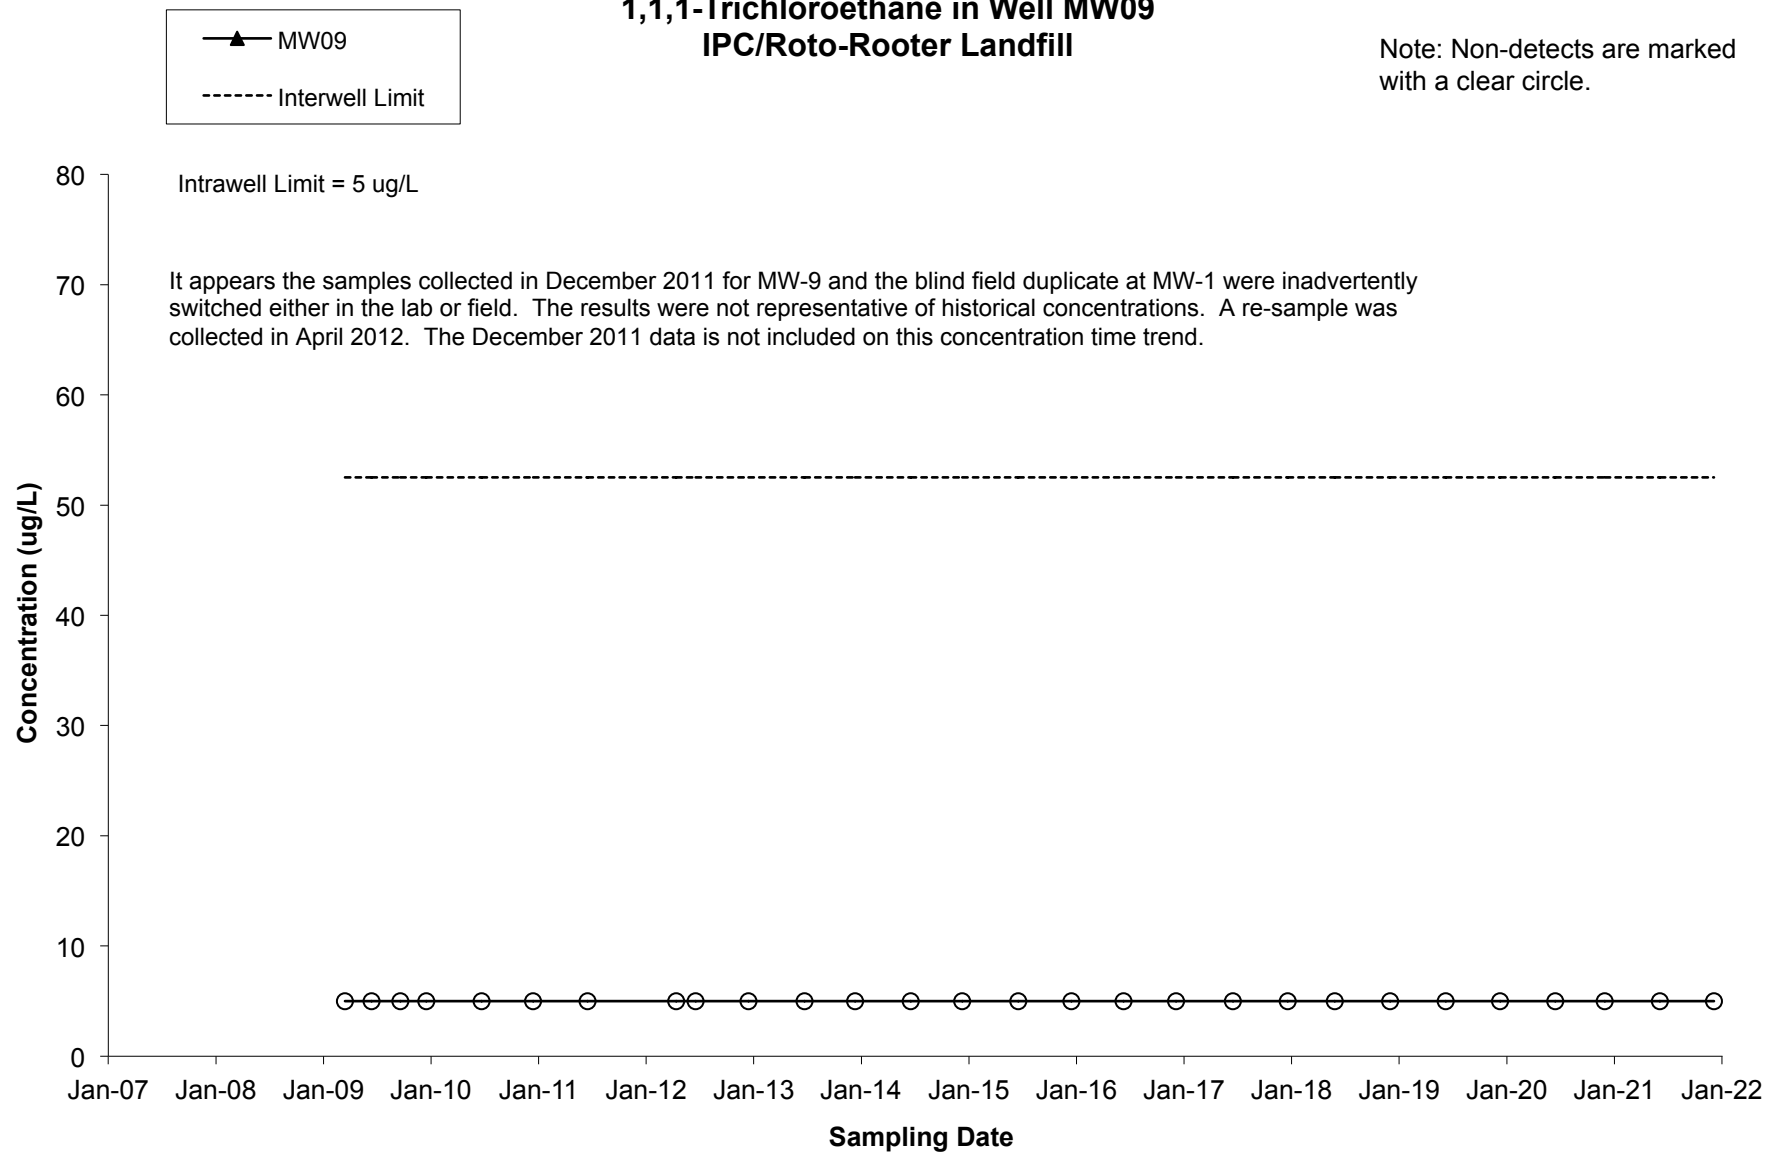 1,1,1-Trichloroethane in Well MW09
IPC/Roto-Rooter Landfill
MW09
Interwell Limit
Note: Non-detects are marked
with a clear circle.
Intrawell Limit = 5 ug/L
It appears the samples collected in December 2011 for MW-9 and the blind field duplicate at MW-1 were inadvertently
switched either in the lab or field.  The results were not representative of historical concentrations.  A re-sample was
collected in April 2012.  The December 2011 data is not included on this concentration time trend.
Concentration (ug/L)
80
70
60
50
40
30
20
10
0
Jan-07 Jan-08 Jan-09 Jan-10 Jan-11 Jan-12 Jan-13 Jan-14 Jan-15 Jan-16 Jan-17 Jan-18 Jan-19 Jan-20 Jan-21 Jan-22
Sampling Date